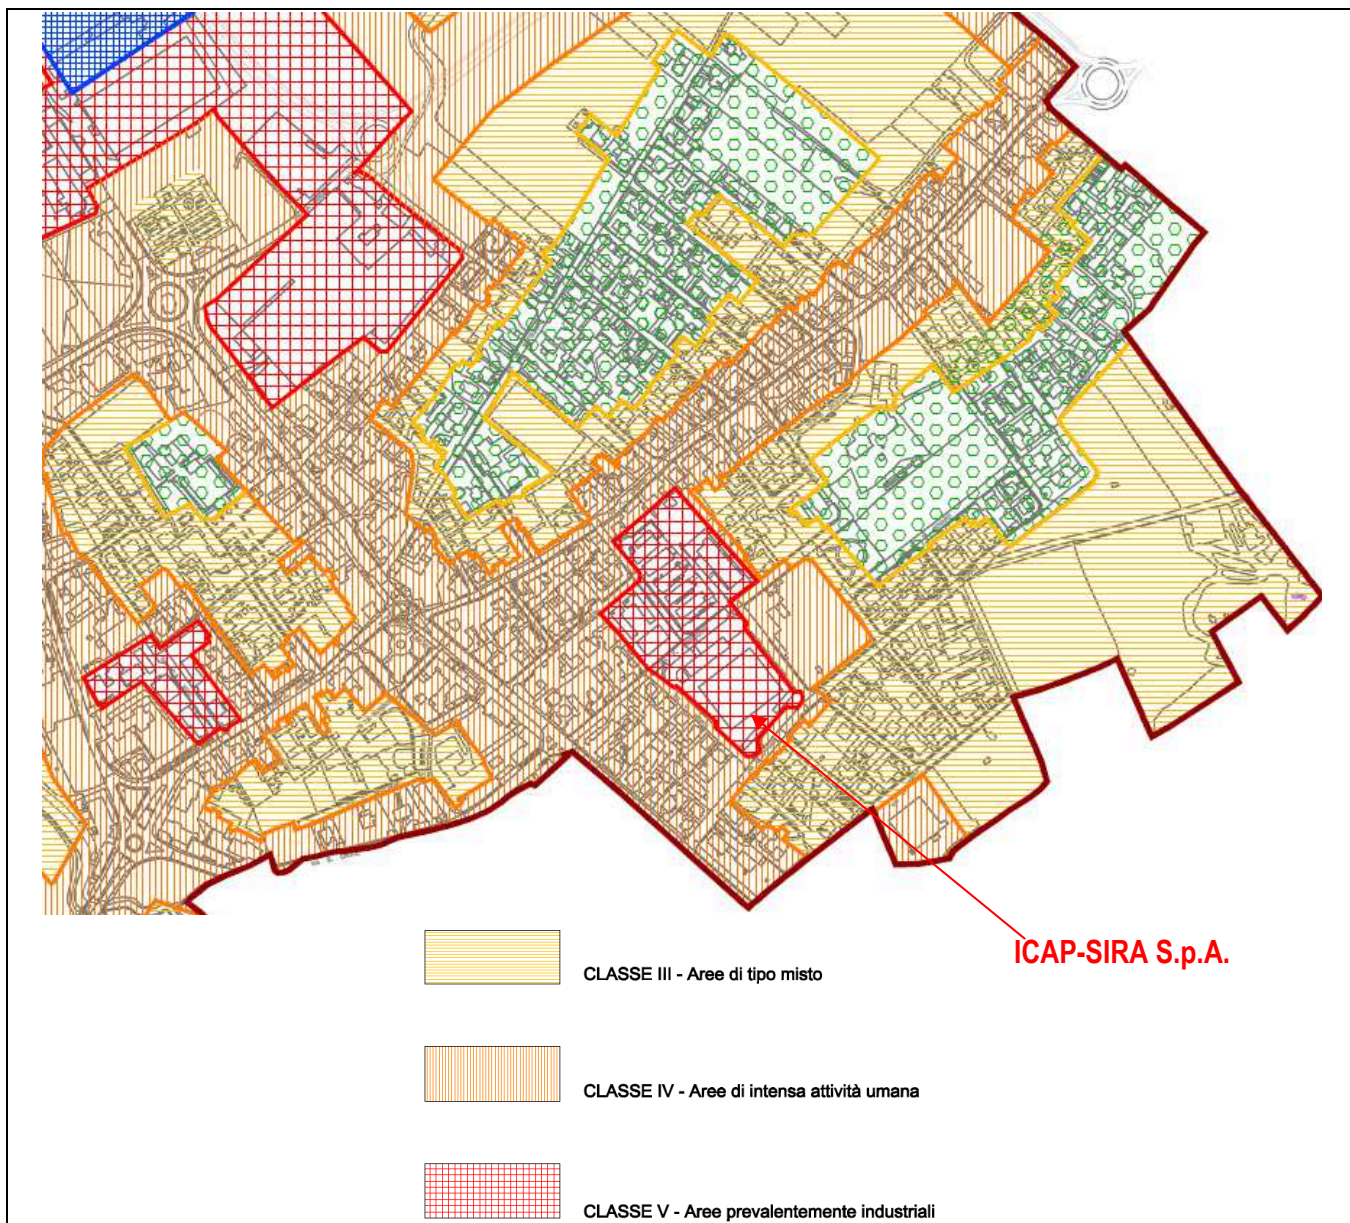 ICAP-SIRA S.p.A.
CLASSE III - Aree di tipo misto
CLASSE IV - Aree di intensa attività umana
CLASSE V - Aree prevalentemente industriali